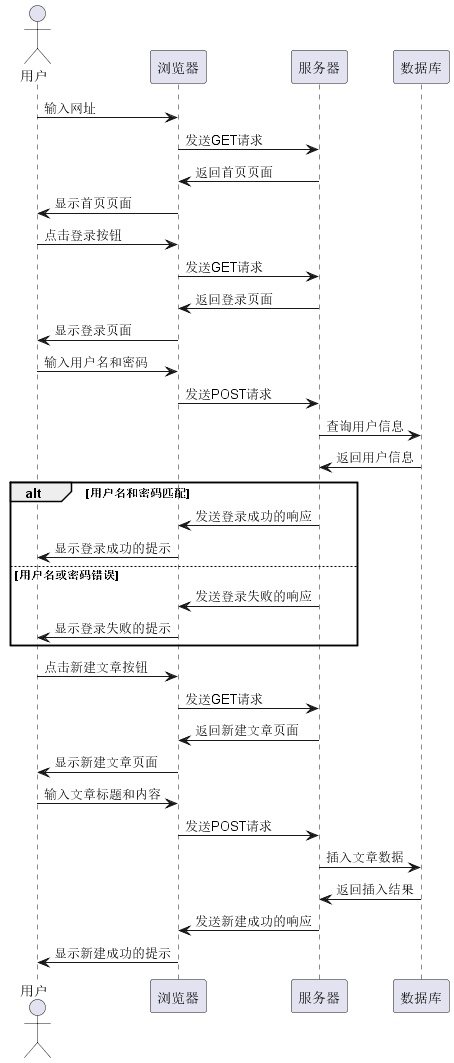 用户
浏览器
服务器
数据库
输入网址
发送GET请求
返回首页页面
显示首页页面
点击登录按钮
发送GET请求
返回登录页面
显示登录页面
输入用户名和密码
发送POST请求
查询用户信息
返回用户信息
alt [用户名和密码匹配]
发送登录成功的响应
显示登录成功的提示
[用户名或密码错误]
发送登录失败的响应
显示登录失败的提示
点击新建文章按钮
发送GET请求
返回新建文章页面
显示新建文章页面
输入文章标题和内容
发送POST请求
插入文章数据
返回插入结果
发送新建成功的响应
显示新建成功的提示
用户
浏览器
服务器
数据库